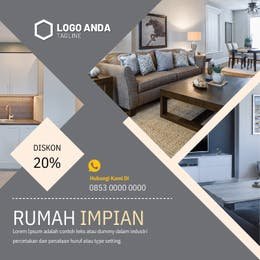 LOGO ANDA
TAGLINE
DISKON
20%
Hubungi Kami Di
0853 0000 0000
RUMAH IMPIAN
Lorem Ipsum adalah contoh teks atau dummy dalam industri
percetakan dan penataan huruf atau type setting.